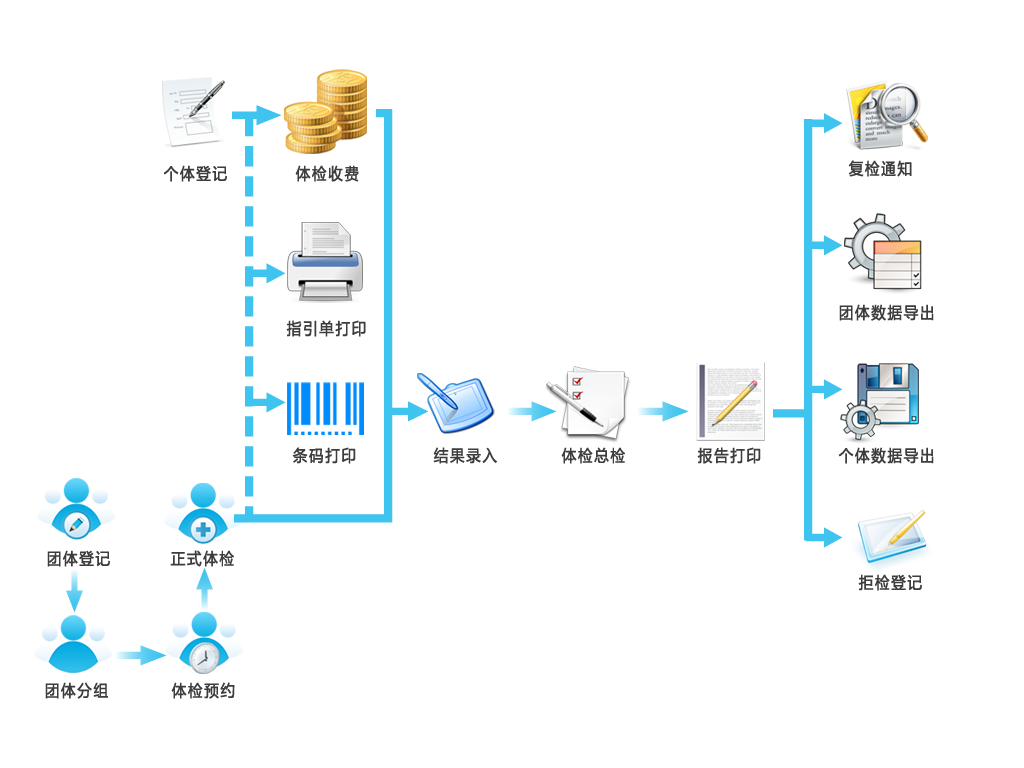 个体登记
体检收费
复检通知
指引单打印
团体数据导出
条码打印
结果录入
体检总检
报告打印
个体数据导出
团体登记
正式体检
拒检登记
团体分组
体检预约